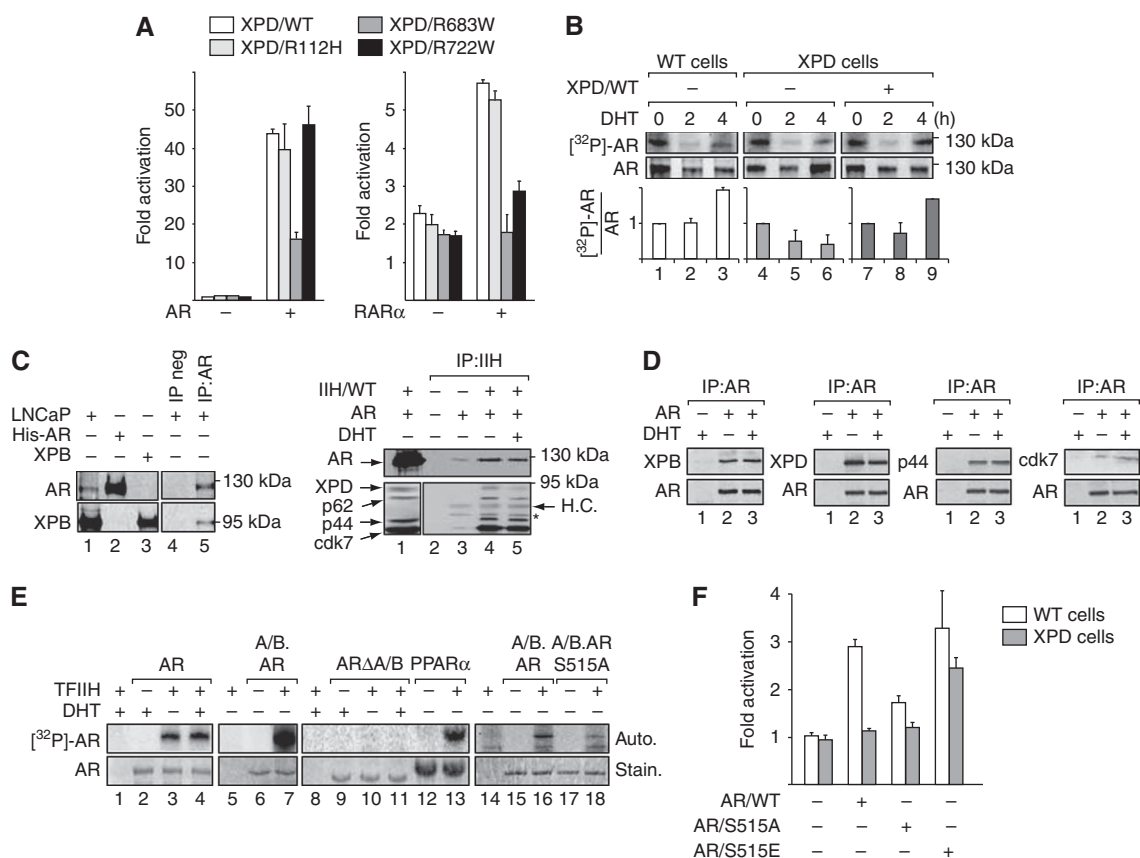 A
XPD/WT XPD/R683W
XPD/R112H XPD/R722W
Fold activation
50
40
30
20
10
AR – +
Fold activation
5
4
3
2
1
RARα – +
B
WT cells XPD cells
XPD/WT – – +
DHT 0 2 4 0 2 4 0 2 4 (h)
[32P]-AR 130 kDa
AR 130 kDa
[32P]-AR
AR
1
1 2 3 4 5 6 7 8 9
C
IP neg IP:AR
LNCaP + – – + +
His-AR – + – – –
XPB – – + – –
AR 130 kDa
XPB 95 kDa
1 2 3 4 5
IP:IIH
IIH/WT + – – + +
AR + – + + +
DHT – – – – +
AR 130 kDa
95 kDa
XPD
p62 H.C.
p44 *
cdk7
1 2 3 4 5
D
IP:AR IP:AR IP:AR IP:AR
AR – + + – + + – + + – + +
DHT + – + + – + + – + + – +
XPB XPD p44 cdk7
AR AR AR AR
1 2 3 1 2 3 1 2 3 1 2 3
E
AR A/B. AR ARΔA/B PPARα A/B. AR A/B.AR S515A
TFIIH + – + + + – + + – + + – + + – + – +
DHT + + – + – – – + + – + – – – – – – –
[32P]-AR Auto.
AR Stain.
1 2 3 4 5 6 7 8 9 10 11 12 13 14 15 16 17 18
F
WT cells
XPD cells
Fold activation
4
3
2
1
AR/WT – + – –
AR/S515A – – + –
AR/S515E – – – +